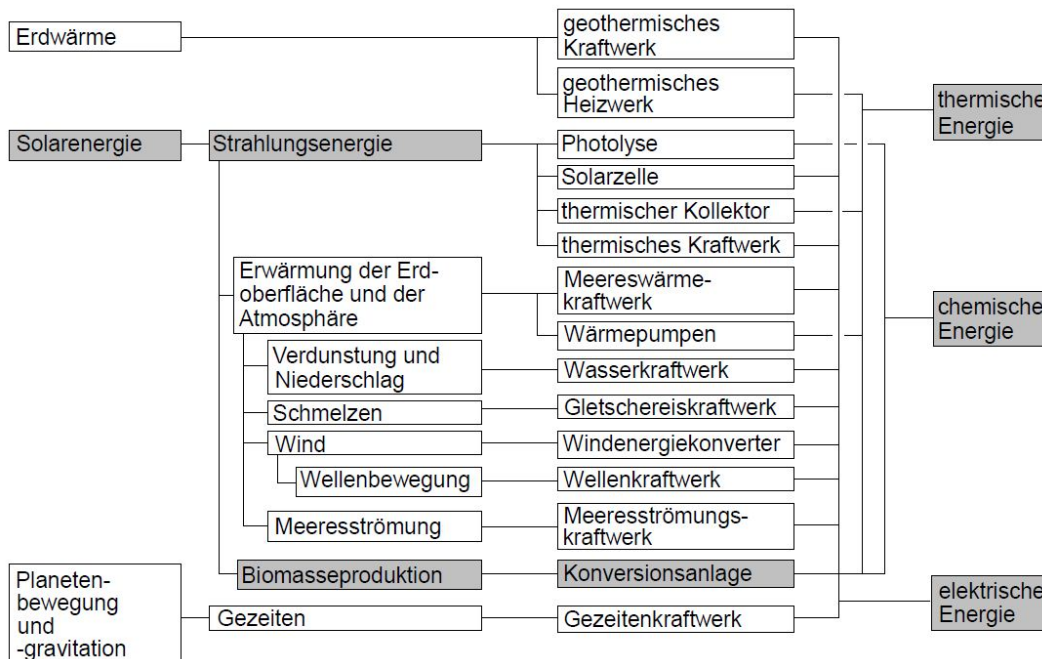 Erdwärme
geothermisches
Kraftwerk
geothermisches
Heizwerk
thermische
Energie
Solarenergie
Strahlungsenergie
Photolyse
Solarzelle
thermischer Kollektor
thermisches Kraftwerk
Erwärmung der Erd-
oberfläche und der
Atmosphäre
Meereswärme-
kraftwerk
chemische
Energie
Wärmepumpen
Verdunstung und
Niederschlag
Wasserkraftwerk
Schmelzen
Gletschereiskraftwerk
Wind
Windenergiekonverter
Wellenbewegung
Wellenkraftwerk
Meeresströmung
Meeresströmungs-
kraftwerk
Biomasseproduktion
Konversionsanlage
elektrische
Energie
Planeten-
bewegung
und
-gravitation
Gezeiten
Gezeitenkraftwerk